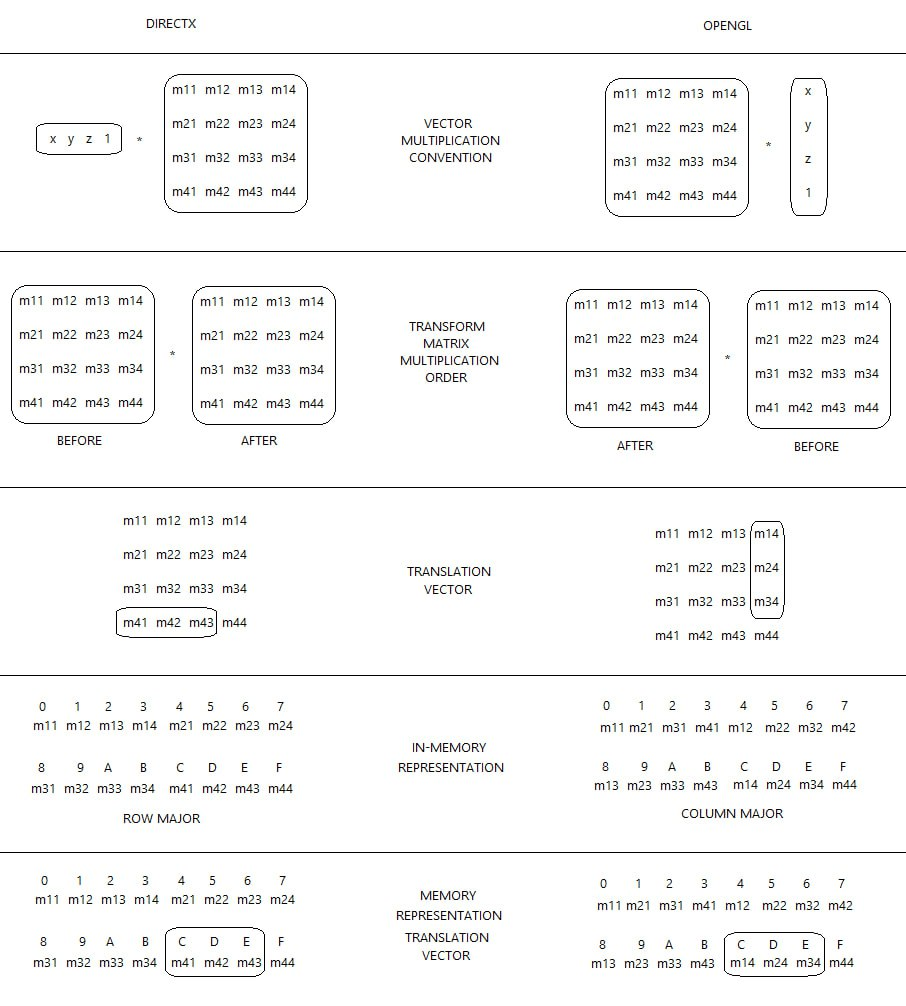 DIRECTX
OPENGL
x y z 1 *
m11 m12 m13 m14
m21 m22 m23 m24
m31 m32 m33 m34
m41 m42 m43 m44
VECTOR
MULTIPLICATION
CONVENTION
m11 m12 m13 m14
m21 m22 m23 m24
m31 m32 m33 m34
m41 m42 m43 m44
*
x
y
z
1
m11 m12 m13 m14
m21 m22 m23 m24
m31 m32 m33 m34
m41 m42 m43 m44
BEFORE
*
m11 m12 m13 m14
m21 m22 m23 m24
m31 m32 m33 m34
m41 m42 m43 m44
AFTER
TRANSFORM
MATRIX
MULTIPLICATION
ORDER
m11 m12 m13 m14
m21 m22 m23 m24
m31 m32 m33 m34
m41 m42 m43 m44
AFTER
*
m11 m12 m13 m14
m21 m22 m23 m24
m31 m32 m33 m34
m41 m42 m43 m44
BEFORE
m11 m12 m13 m14
m21 m22 m23 m24
m31 m32 m33 m34
m41 m42 m43 m44
TRANSLATION
VECTOR
m11 m12 m13 m14
m21 m22 m23 m24
m31 m32 m33 m34
m41 m42 m43 m44
0 1 2 3 4 5 6 7
m11 m12 m13 m14 m21 m22 m23 m24
8 9 A B C D E F
m31 m32 m33 m34 m41 m42 m43 m44
ROW MAJOR
IN-MEMORY
REPRESENTATION
0 1 2 3 4 5 6 7
m11 m21 m31 m41 m12 m22 m32 m42
8 9 A B C D E F
m13 m23 m33 m43 m14 m24 m34 m44
COLUMN MAJOR
0 1 2 3 4 5 6 7
m11 m12 m13 m14 m21 m22 m23 m24
8 9 A B C D E F
m31 m32 m33 m34 m41 m42 m43 m44
MEMORY
REPRESENTATION
TRANSLATION
VECTOR
0 1 2 3 4 5 6 7
m11 m21 m31 m41 m12 m22 m32 m42
8 9 A B C D E F
m13 m23 m33 m43 m14 m24 m34 m44